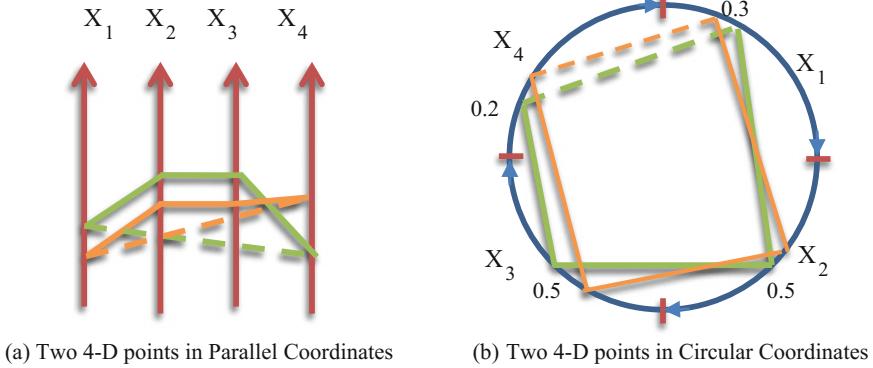 X1 X2 X3 X4
0.3
X4
X1
0.2
X3
X2
0.5
0.5
(a) Two 4-D points in Parallel Coordinates
(b) Two 4-D points in Circular Coordinates